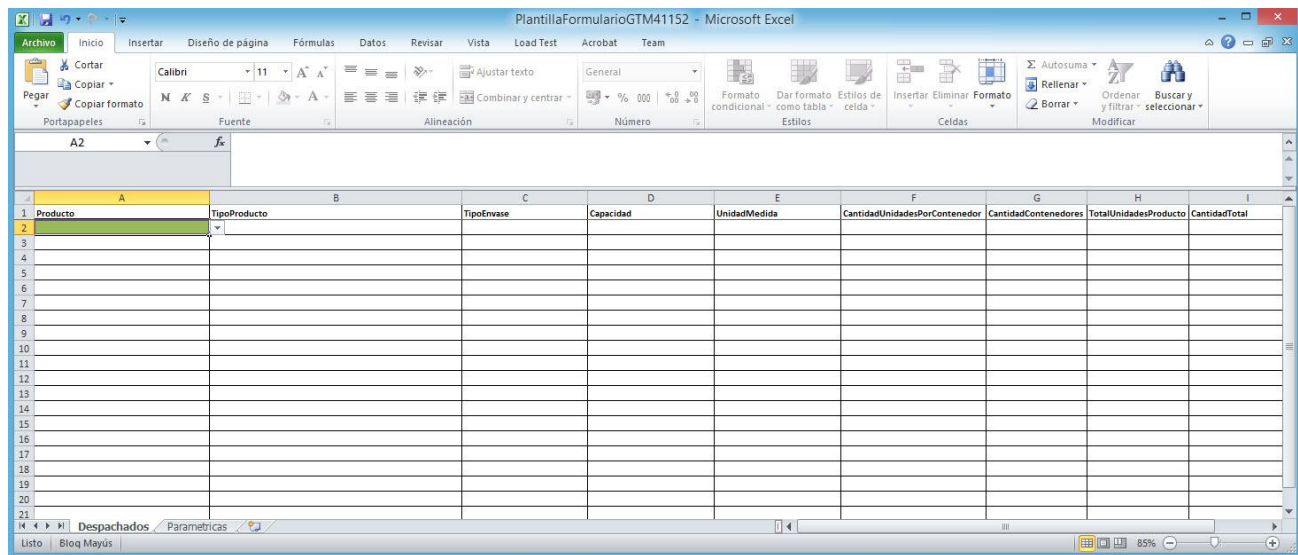 PlantillaFormularioGTM41152 - Microsoft Excel
Archivo Inicio Insertar Diseño de página Fórmulas Datos Revisar Vista Load Test Acrobat Team
Pegar
Cortar
Copiar
Copiar formato
Portapapeles
Calibri 11 A A
N K S A
Fuente
Ajustar texto
Combinar y centrar
Alineación
General
% 000
Número
Formato condicional
Dar formato como tabla
Estilos de celda
Estilos
Insertar Eliminar Formato
Celdas
Σ Autosuma
Rellenar
Borrar
Ordenar y filtrar
Buscar y seleccionar
Modificar
A2 fx
A B C D E F G H I
1 Producto TipoProducto TipoEnvase Capacidad UnidadMedida CantidadUnidadesPorContenedor CantidadContenedores TotalUnidadesProducto CantidadTotal
2
3
4
5
6
7
8
9
10
11
12
13
14
15
16
17
18
19
20
21
Despachados Parametricas
Listo Bloq Mayús 85%